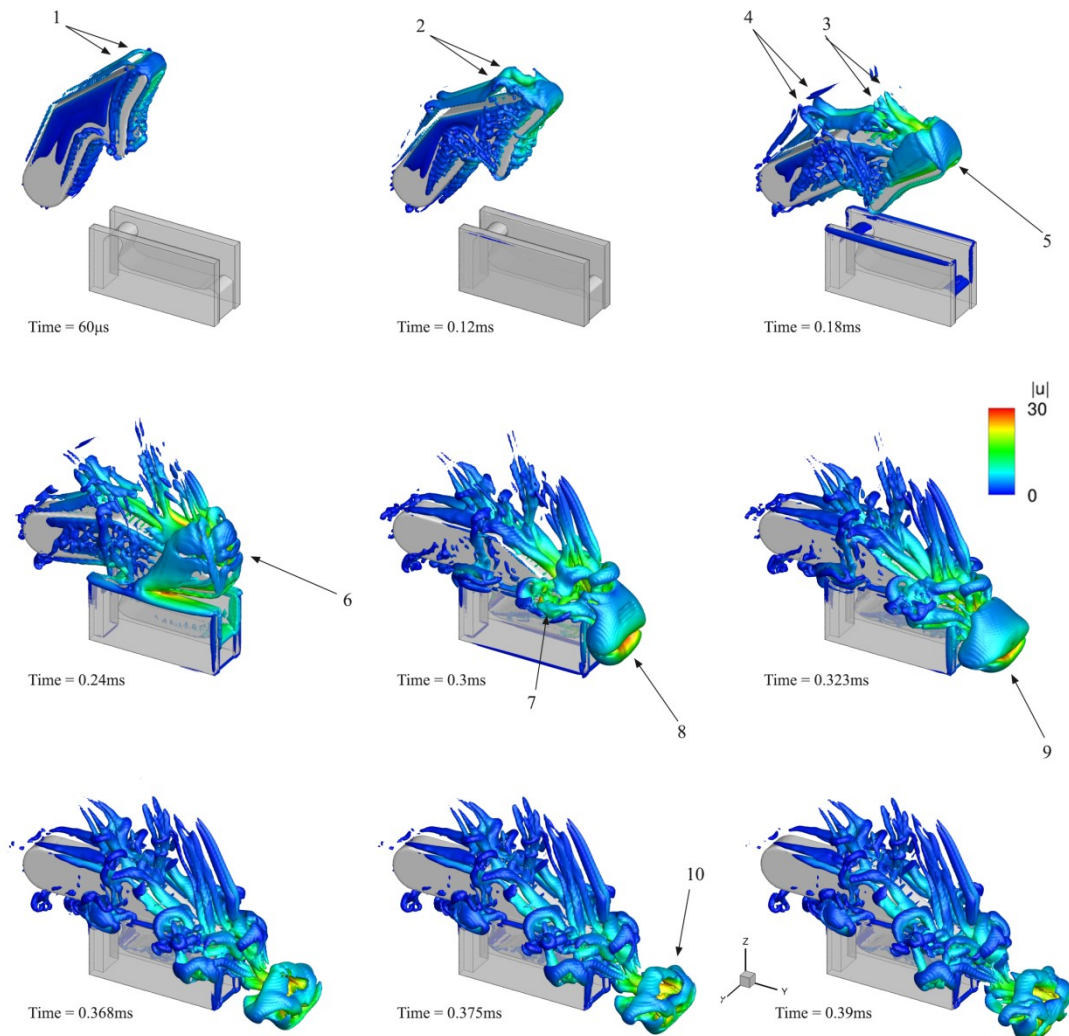 1
2
4
3
5
Time = 60μs
Time = 0.12ms
Time = 0.18ms
|u|
30
0
6
Time = 0.24ms
Time = 0.3ms
Time = 0.323ms
7
8
9
10
Z
Y
Time = 0.368ms
Time = 0.375ms
Time = 0.39ms